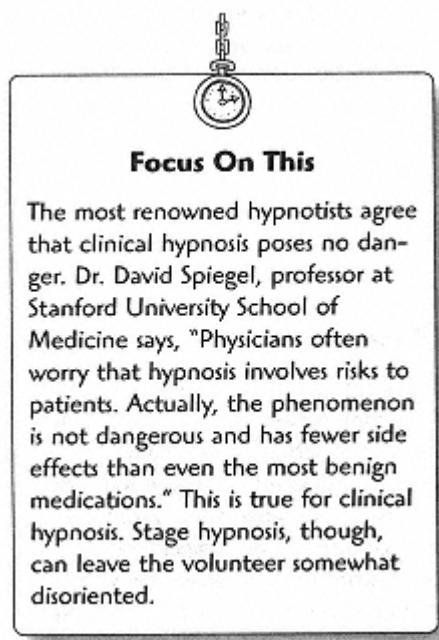 Focus On This
The most renowned hypnotists agree
that clinical hypnosis poses no dan-
ger. Dr. David Spiegel, professor at
Stanford University School of
Medicine says, "Physicians often
worry that hypnosis involves risks to
patients. Actually, the phenomenon
is not dangerous and has fewer side
effects than even the most benign
medications." This is true for clinical
hypnosis. Stage hypnosis, though,
can leave the volunteer somewhat
disoriented.